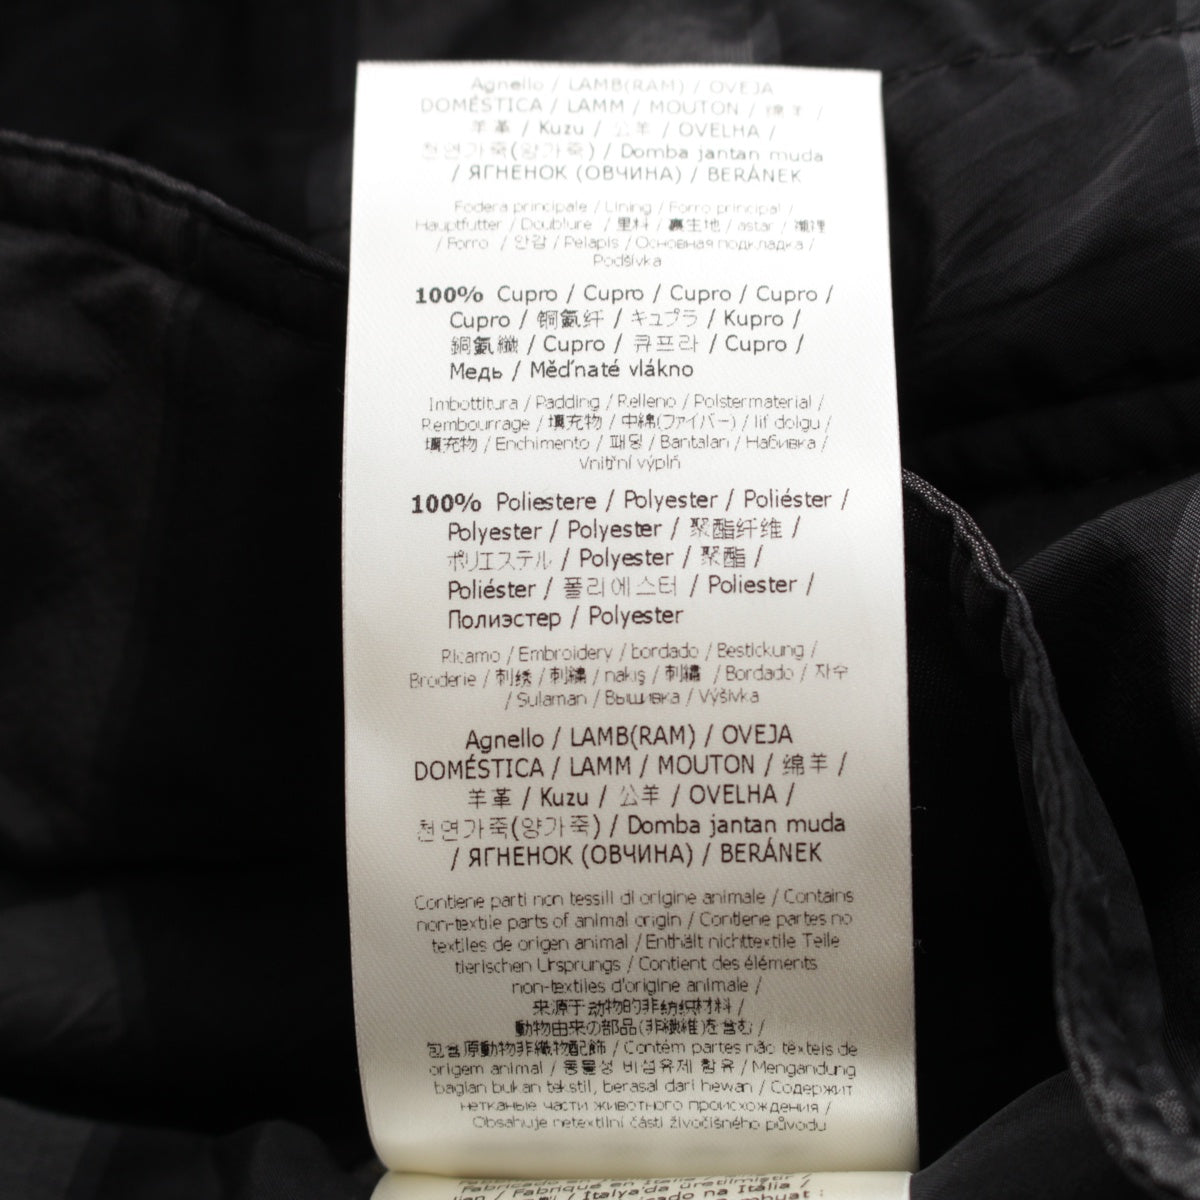 Agnello / LAMB(RAM) / OVEJA
DOMÉSTICA / LAMM / MOUTON / 绵羊 /
羊革 / Kuzu / 公羊 / OVELHA /
천연가죽(양가죽) / Domba jantan muda
/ ЯГНЕНОК (ОВЧИНА) / BERÁNEK
Fodera principale / Lining / Forro principal /
Hauptfutter / Doublure / 里料 / 裏生地 / astar / 襯裡
/ Forro / 안감 / Pelapis / Основная подкладка /
Podšívka
100% Cupro / Cupro / Cupro / Cupro /
Cupro / 铜氨纤 / キュプラ / Kupro /
銅氨纖 / Cupro / 큐프라 / Cupro /
Медь / Měďnaté vlákno
Imbottitura / Padding / Relleno / Polstermaterial /
Rembourrage / 填充物 / 中綿(ファイバー) / lif dolgu /
填充物 / Enchimento / 패딩 / Bantalan / Набивка /
Vnitřní výplň
100% Poliestere / Polyester / Poliéster /
Polyester / Polyester / 聚酯纤维 /
ポリエステル / Polyester / 聚酯 /
Poliéster / 폴리에스터 / Poliester /
Полиэстер / Polyester
Ricamo / Embroidery / bordado / Bestickung /
Broderie / 刺绣 / 刺繍 / nakış / 刺繡 / Bordado / 자수
/ Sulaman / Вышивка / Výšivka
Agnello / LAMB(RAM) / OVEJA
DOMÉSTICA / LAMM / MOUTON / 绵羊 /
羊革 / Kuzu / 公羊 / OVELHA /
천연가죽(양가죽) / Domba jantan muda
/ ЯГНЕНОК (ОВЧИНА) / BERÁNEK
Contiene parti non tessili di origine animale / Contains
non-textile parts of animal origin / Contiene partes no
textiles de origen animal / Enthält nichttextile Teile
tierischen Ursprungs / Contient des éléments
non-textiles d'origine animale /
来源于动物的非纺织材料 /
動物由来の部品(非繊維)を含む /
包含原動物非織物配飾 / Contém partes não têxteis de
origem animal / 동물성 비섬유제 함유 / Mengandung
bagian bukan tekstil, berasal dari hewan / Содержит
нетканые части животного происхождения /
Obsahuje netextilní části živočišného původu
/ Fabriqué en Italie
/ Italya'da üretilmiştir